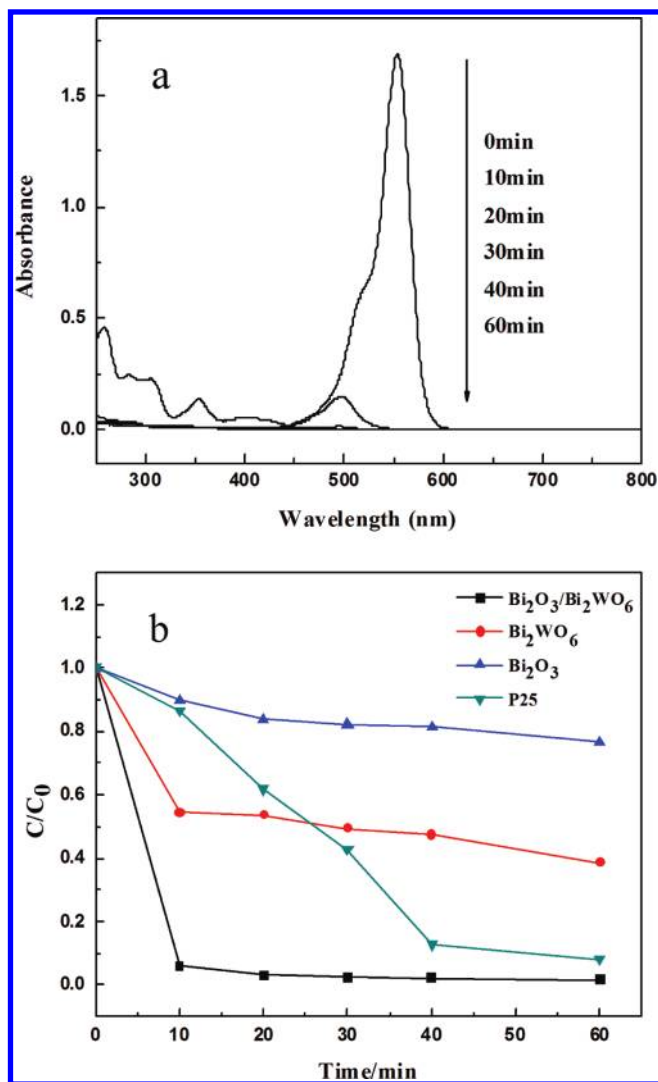 a
1.5
1.0
0.5
0.0
Absorbance
0min
10min
20min
30min
40min
60min
300 400 500 600 700 800
Wavelength (nm)
b
Bi₂O₃/Bi₂WO₆
Bi₂WO₆
Bi₂O₃
P25
1.2
1.0
0.8
0.6
0.4
0.2
0.0
C/C₀
0 10 20 30 40 50 60
Time/min